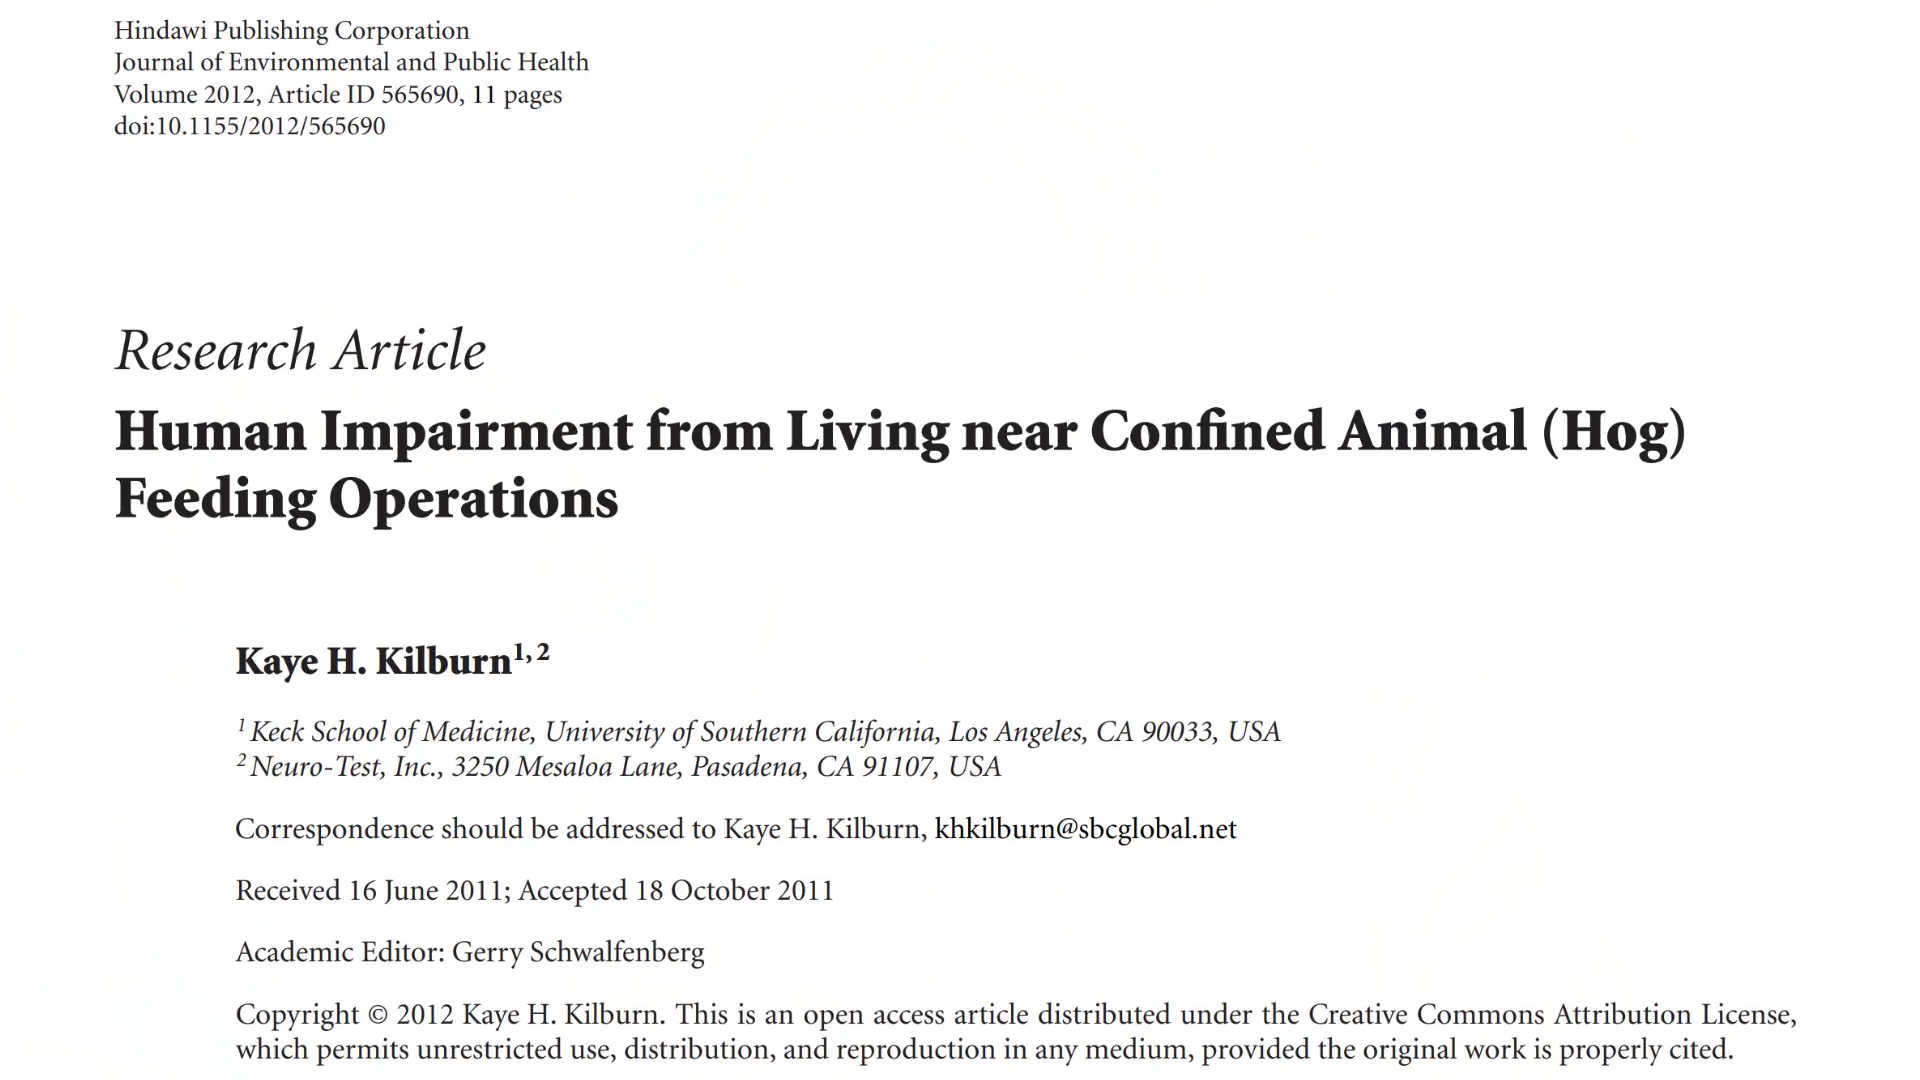 Hindawi Publishing Corporation
Journal of Environmental and Public Health
Volume 2012, Article ID 565690, 11 pages
doi:10.1155/2012/565690
Research Article
Human Impairment from Living near Confined Animal (Hog)
Feeding Operations
Kaye H. Kilburn1,2
1 Keck School of Medicine, University of Southern California, Los Angeles, CA 90033, USA
2 Neuro-Test, Inc., 3250 Mesaloa Lane, Pasadena, CA 91107, USA
Correspondence should be addressed to Kaye H. Kilburn, khkilburn@sbcglobal.net
Received 16 June 2011; Accepted 18 October 2011
Academic Editor: Gerry Schwalfenberg
Copyright © 2012 Kaye H. Kilburn. This is an open access article distributed under the Creative Commons Attribution License,
which permits unrestricted use, distribution, and reproduction in any medium, provided the original work is properly cited.